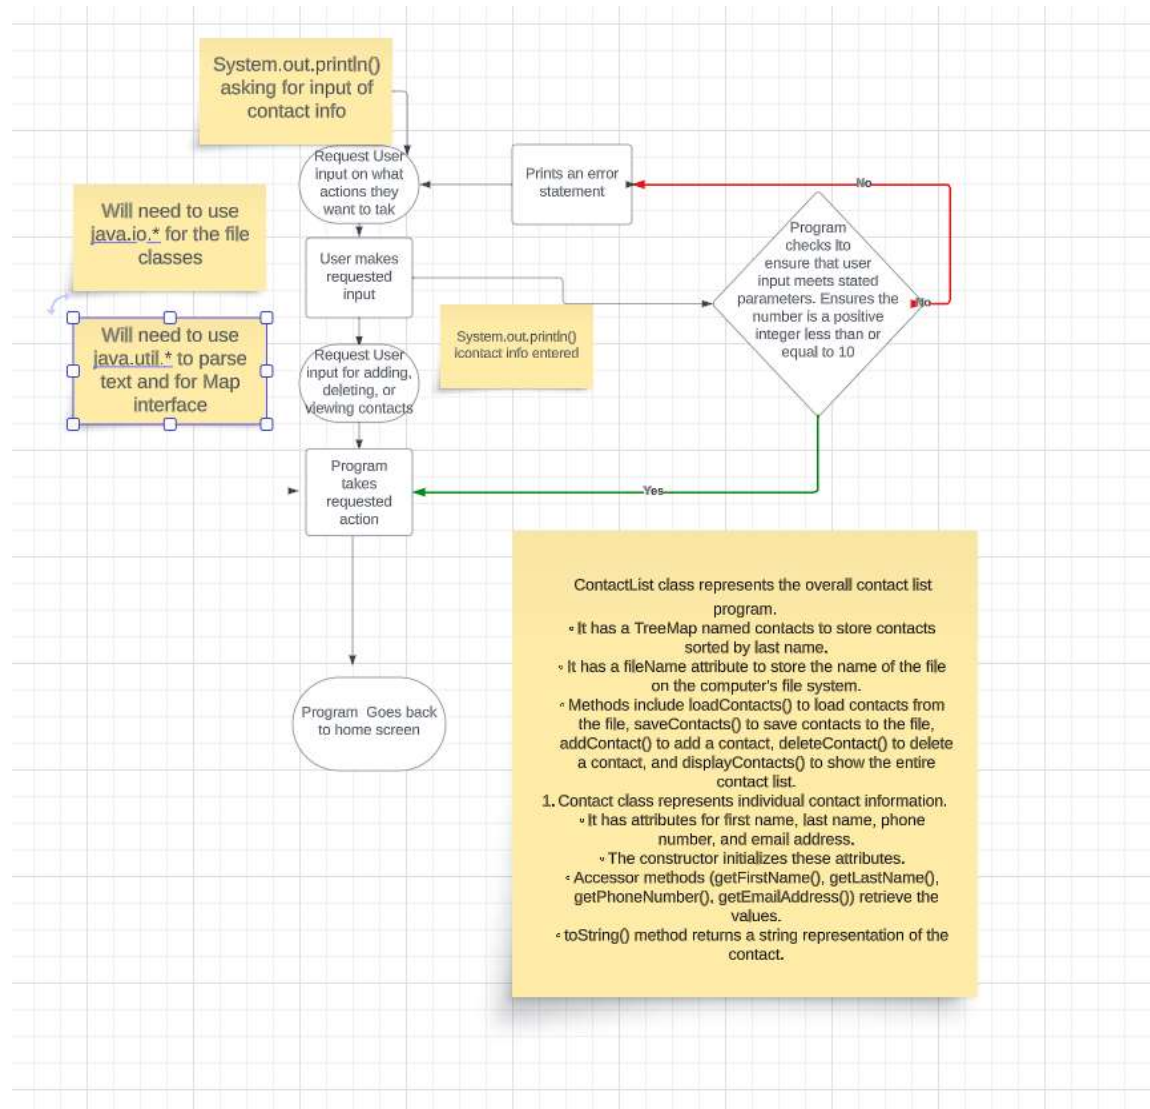 System.out.println()
asking for input of
contact info
Request User
input on what
actions they
want to tak
Prints an error
statement
No
Will need to use
java.io.* for the file
classes
Program
checks lto
ensure that user
input meets stated
parameters. Ensures the
number is a positive
integer less than or
equal to 10
No
User makes
requested
input
System.out.println()
lcontact info entered
Will need to use
java.util.* to parse
text and for Map
interface
Request User
input for adding,
deleting, or
viewing contacts
Program
takes
requested
action
Yes
ContactList class represents the overall contact list
program.
◦ It has a TreeMap named contacts to store contacts
sorted by last name.
◦ It has a fileName attribute to store the name of the file
on the computer's file system.
◦ Methods include loadContacts() to load contacts from
the file, saveContacts() to save contacts to the file,
addContact() to add a contact, deleteContact() to delete
a contact, and displayContacts() to show the entire
contact list.
1. Contact class represents individual contact information.
◦ It has attributes for first name, last name, phone
number, and email address.
◦ The constructor initializes these attributes.
◦ Accessor methods (getFirstName(), getLastName(),
getPhoneNumber(), getEmailAddress()) retrieve the
values.
◦ toString() method returns a string representation of the
contact.
Program Goes back
to home screen